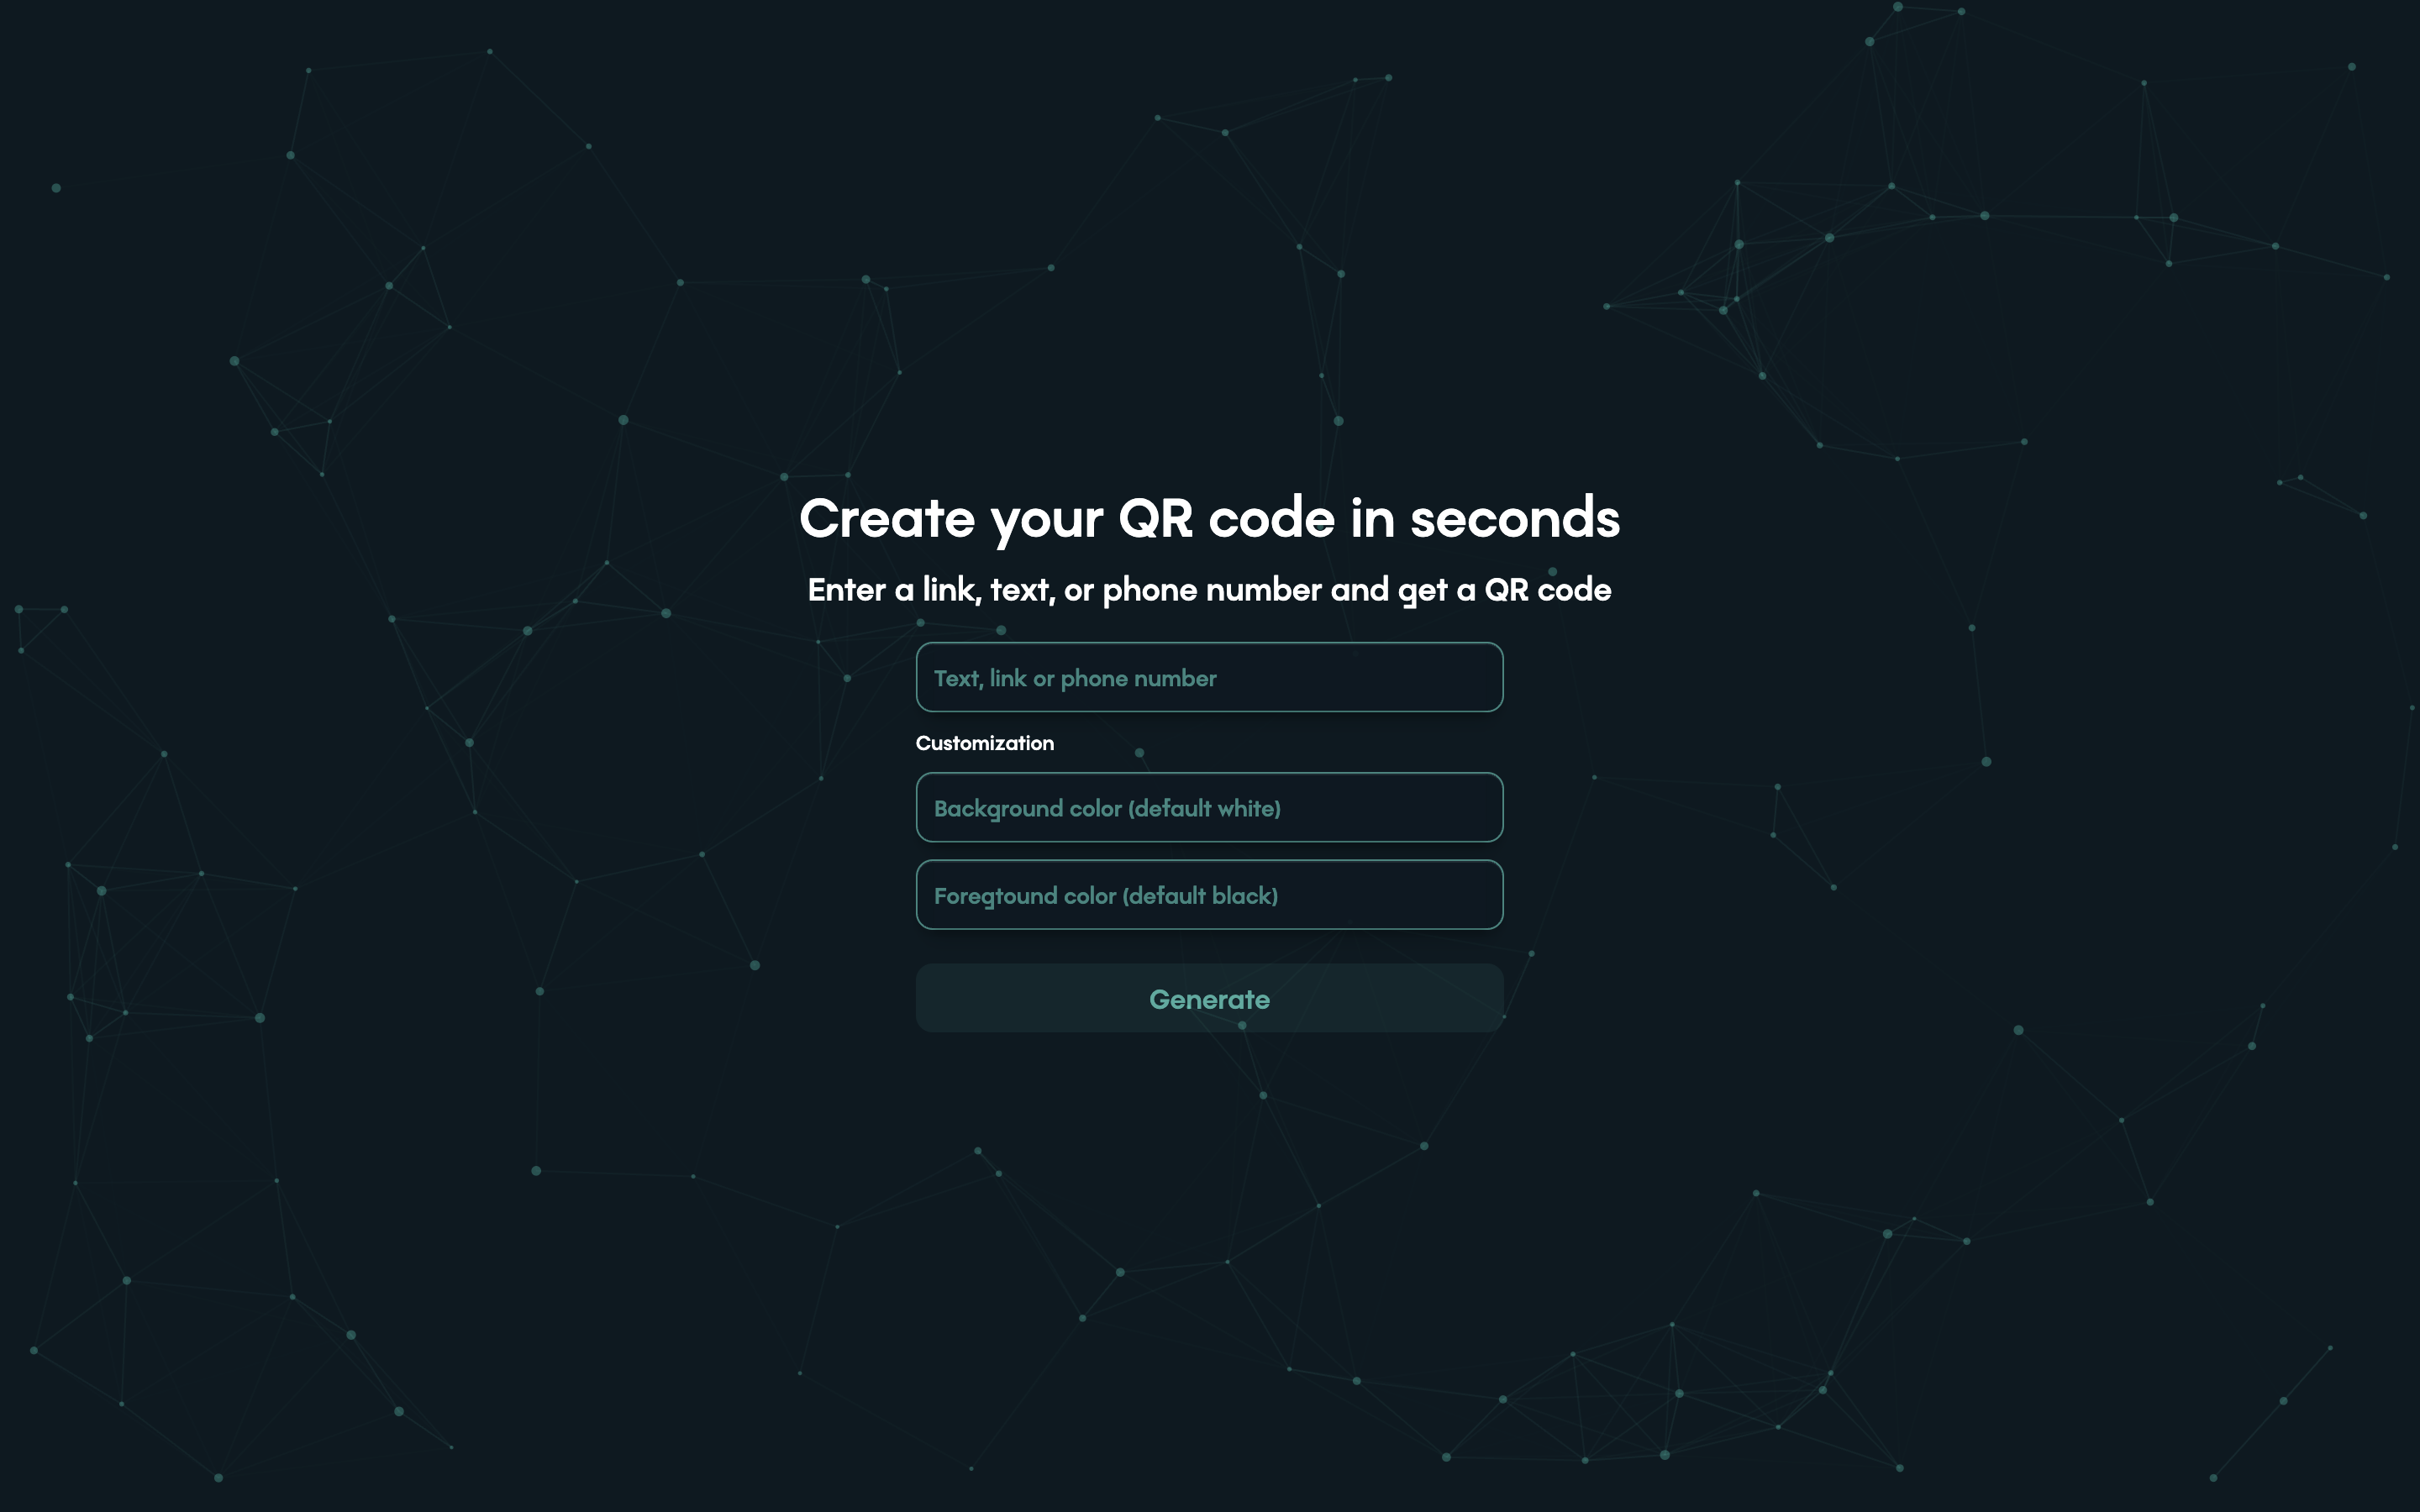 Create your QR code in seconds
Enter a link, text, or phone number and get a QR code
Text, link or phone number
Customization
Background color (default white)
Foregtound color (default black)
Generate